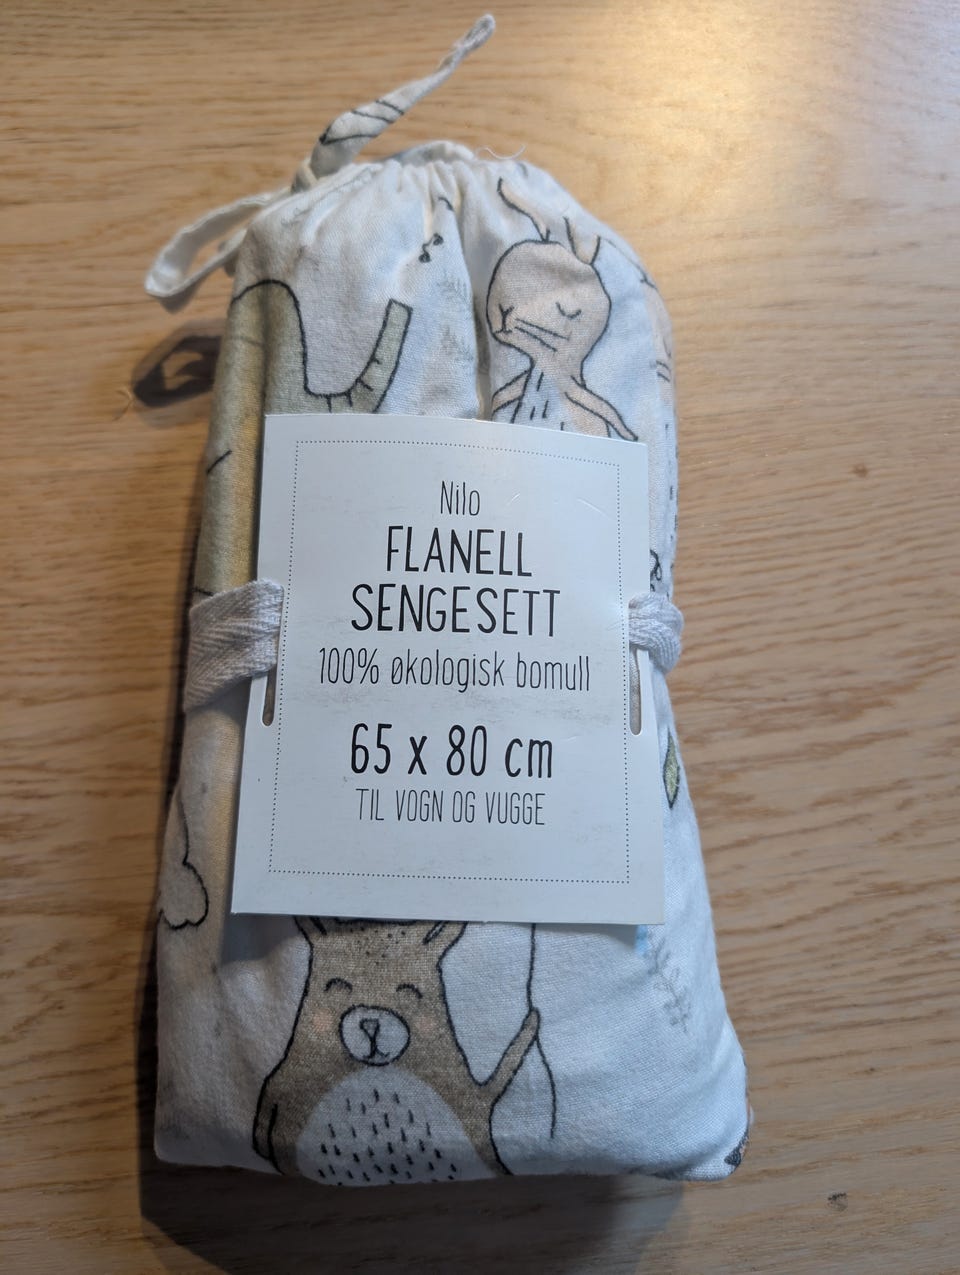 Nilo
FLANELL
SENGESETT
100% økologisk bomull
65 x 80 cm
TIL VOGN OG VUGGE